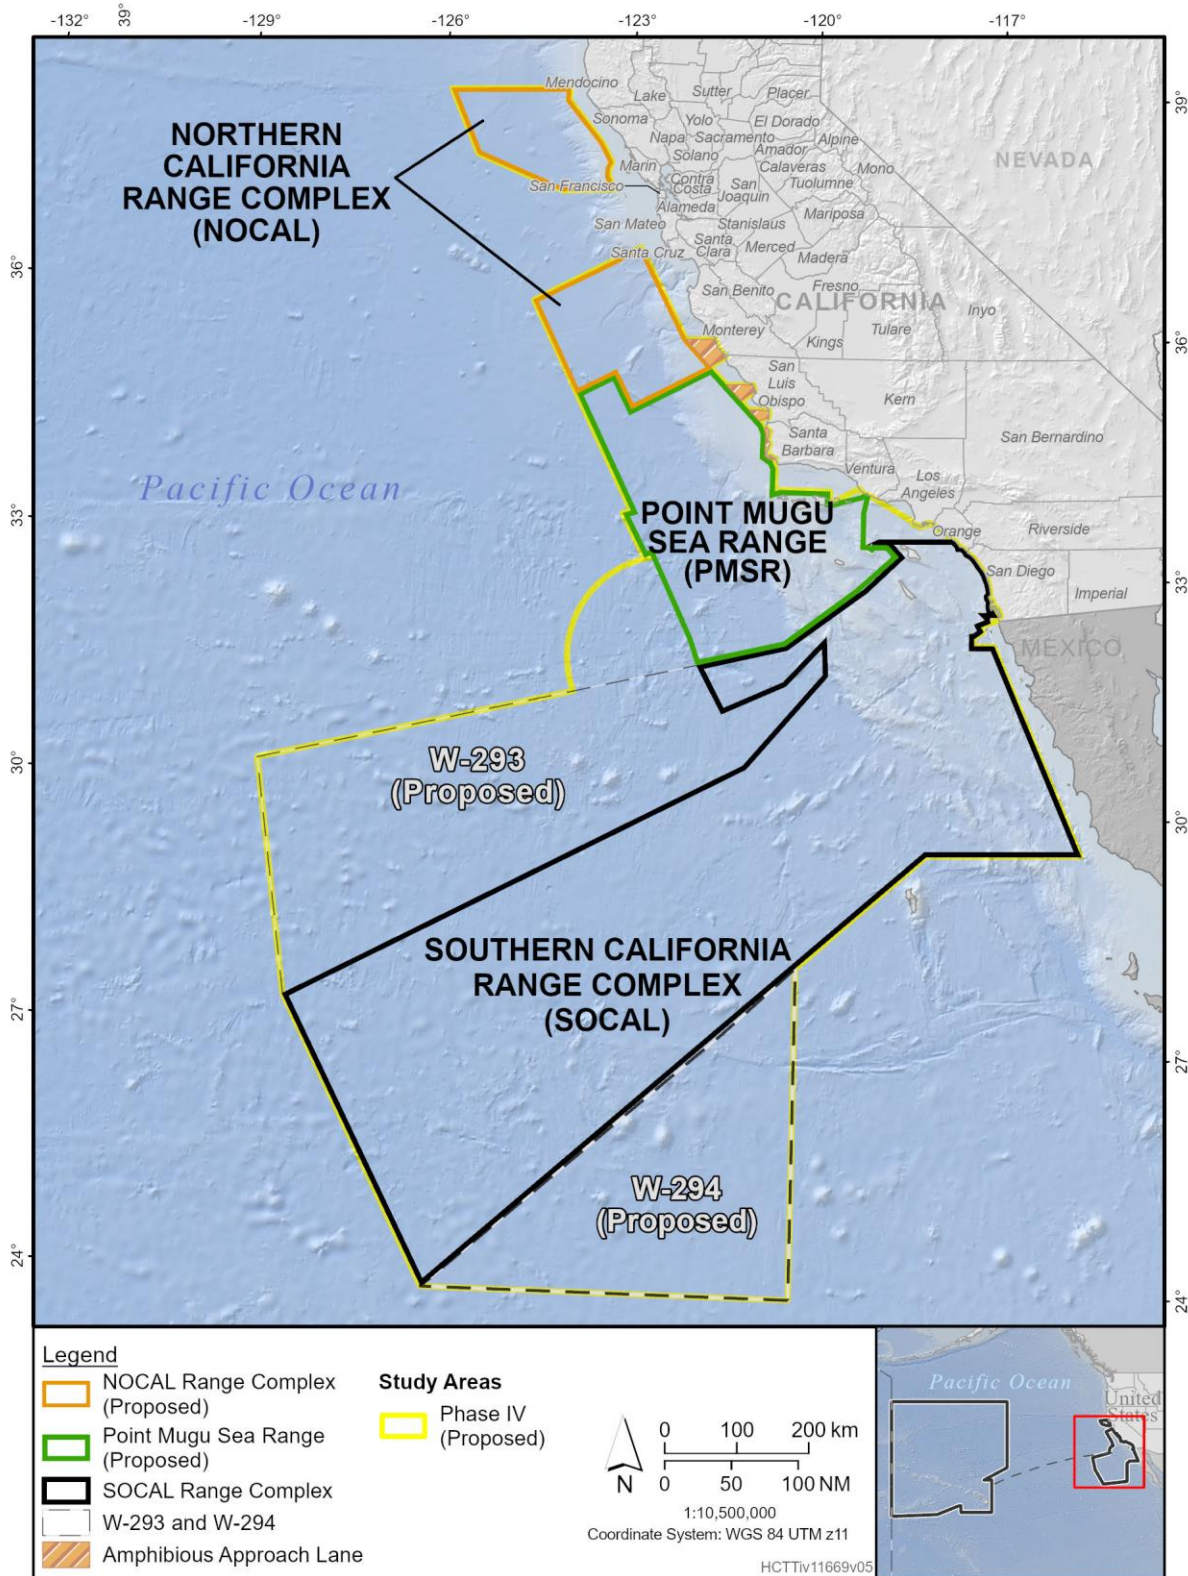 -132°
39°
-129°
-126°
-123°
-120°
-117°
39°
36°
36°
33°
33°
30°
30°
27°
27°
24°
24°
NORTHERN
CALIFORNIA
RANGE COMPLEX
(NOCAL)
Mendocino
Lake
Sutter
Placer
Sonoma
Yolo
El Dorado
Napa
Sacramento
Alpine
Solano
Amador
Marin
Calaveras
Mono
Contra
Costa
San
Joaquin
Tuolumne
San Francisco
Alameda
Mariposa
San Mateo
Stanislaus
Santa
Clara
Merced
Santa Cruz
Madera
San Benito
Fresno
NEVADA
CALIFORNIA
Inyo
Monterey
Kings
Tulare
San
Luis
Obispo
Kern
Santa
Barbara
San Bernardino
Ventura
Los
Angeles
Orange
Riverside
San Diego
Imperial
MEXICO
Pacific Ocean
POINT MUGU
SEA RANGE
(PMSR)
W-293
(Proposed)
SOUTHERN CALIFORNIA
RANGE COMPLEX
(SOCAL)
W-294
(Proposed)
Legend
NOCAL Range Complex
(Proposed)
Point Mugu Sea Range
(Proposed)
SOCAL Range Complex
W-293 and W-294
Amphibious Approach Lane
Study Areas
Phase IV
(Proposed)
N
0 100 200 km
0 50 100 NM
1:10,500,000
Coordinate System: WGS 84 UTM z11
HCTTiv11669v05
Pacific Ocean
United
States